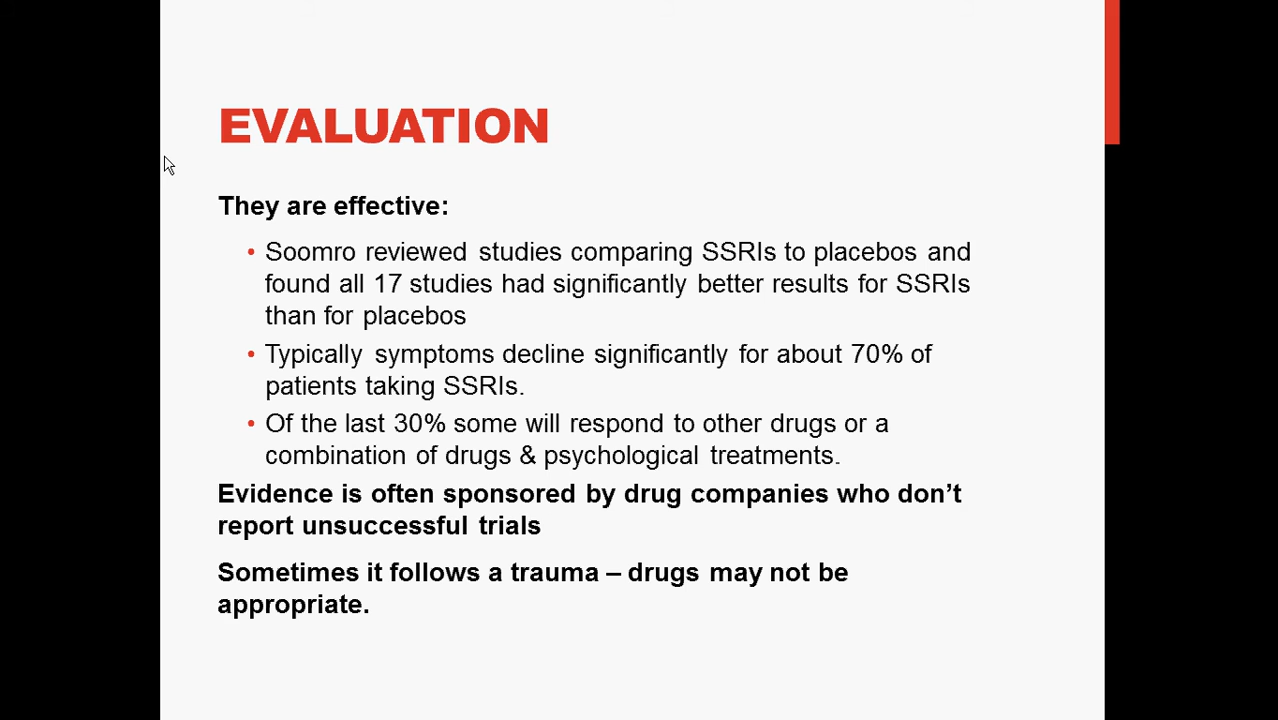 EVALUATION
They are effective:
• Soomro reviewed studies comparing SSRIs to placebos and
found all 17 studies had significantly better results for SSRIs
than for placebos
• Typically symptoms decline significantly for about 70% of
patients taking SSRIs.
• Of the last 30% some will respond to other drugs or a
combination of drugs & psychological treatments.
Evidence is often sponsored by drug companies who don’t
report unsuccessful trials
Sometimes it follows a trauma – drugs may not be
appropriate.